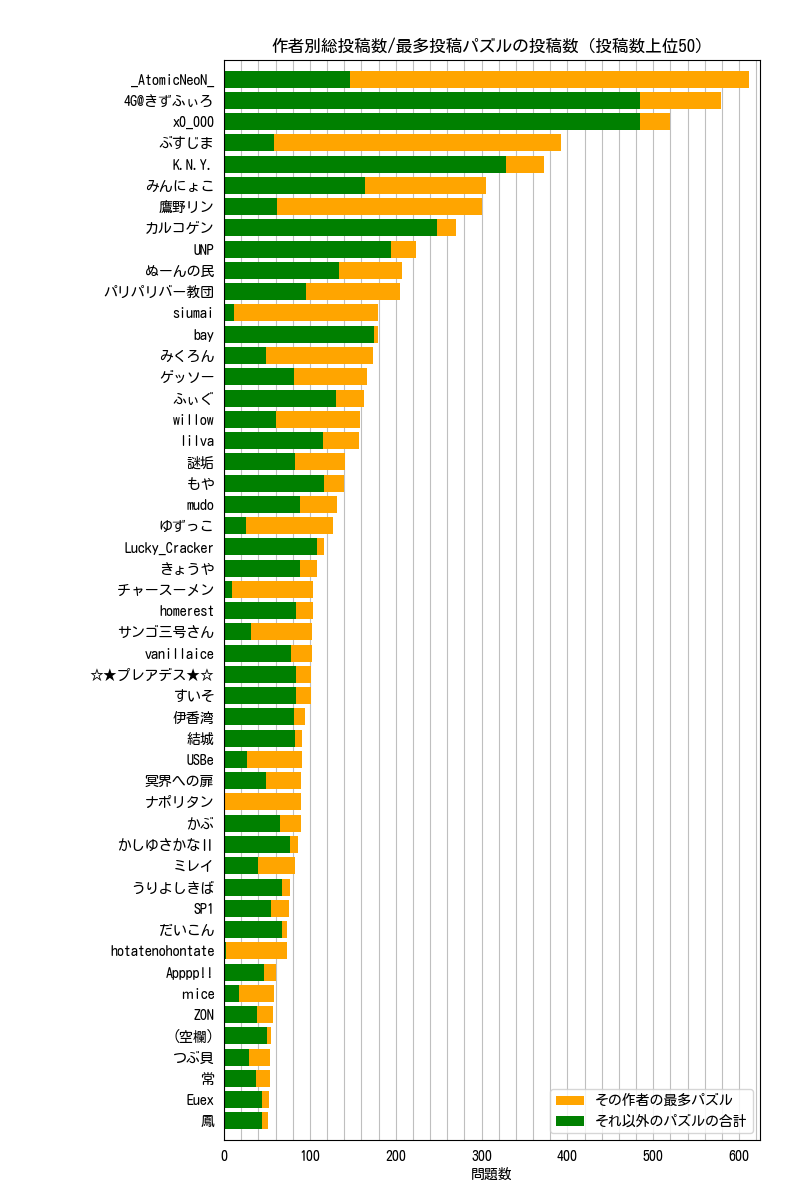 作者別総投稿数/最多投稿パズルの投稿数 (投稿数上位50)
_AtomicNeoN_
4G@きずふぃろ
x0_000
ぶすじま
K.N.Y.
みんにょこ
鷹野リン
カルコゲン
UNP
ぬーんの民
パリパリバー教団
siumai
bay
みくろん
ゲッソー
ふぃぐ
willow
lilva
謎垢
もや
mudo
ゆずっこ
Lucky_Cracker
きょうや
チャースーメン
homerest
サンゴ三号さん
vanillaice
☆★プレアデス★☆
すいそ
伊香湾
結城
USBe
冥界への扉
ナポリタン
かぶ
かしゆさかなⅡ
ミレイ
うりよしきば
SP1
だいこん
hotatenohontate
Appppll
mice
ZON
(空欄)
つぶ貝
常
Euex
鳳
その作者の最多パズル
それ以外のパズルの合計
0 100 200 300 400 500 600
問題数